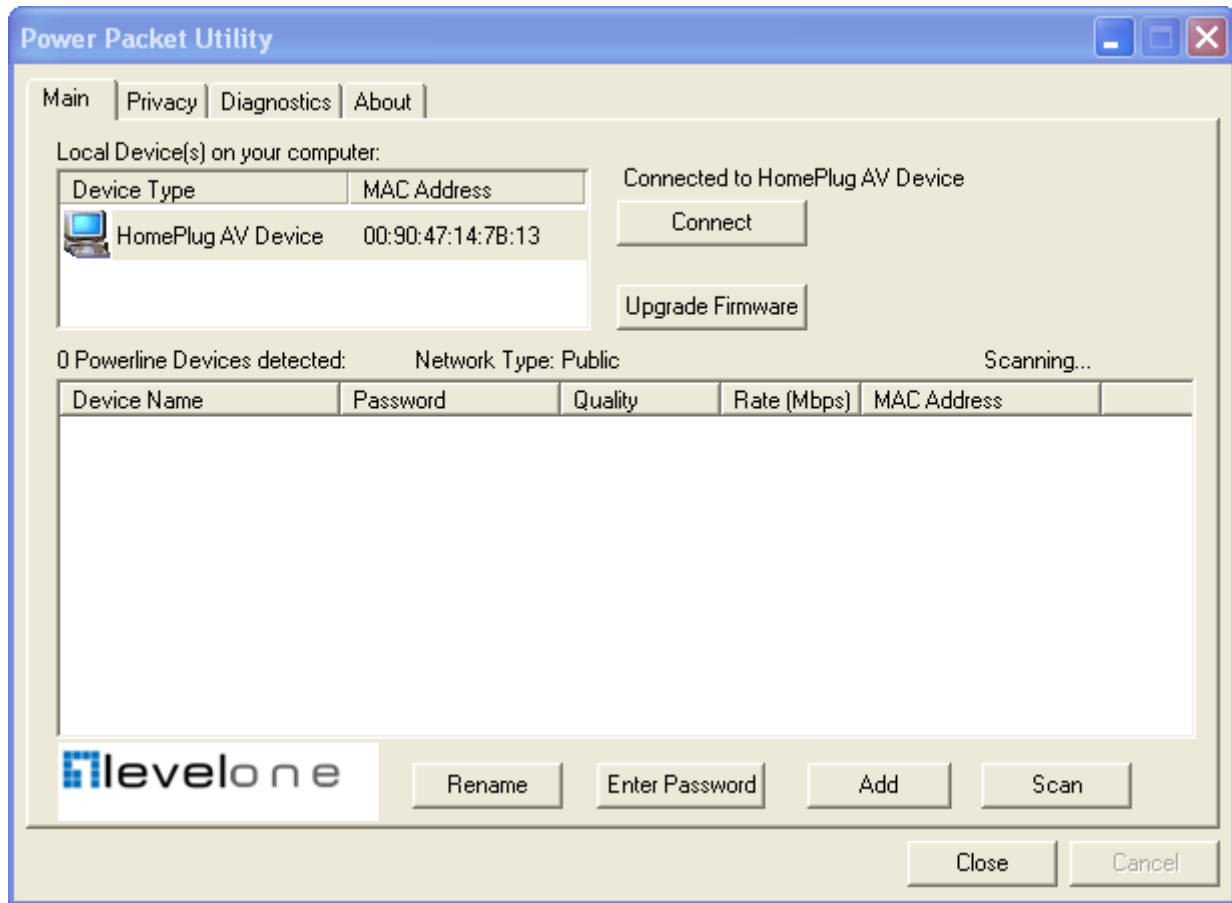 Power Packet Utility
Main Privacy Diagnostics About
Local Device(s) on your computer:
Device Type MAC Address
HomePlug AV Device 00:90:47:14:7B:13
Connected to HomePlug AV Device
Connect
Upgrade Firmware
0 Powerline Devices detected: Network Type: Public Scanning...
Device Name Password Quality Rate (Mbps) MAC Address
levelone
Rename Enter Password Add Scan
Close Cancel